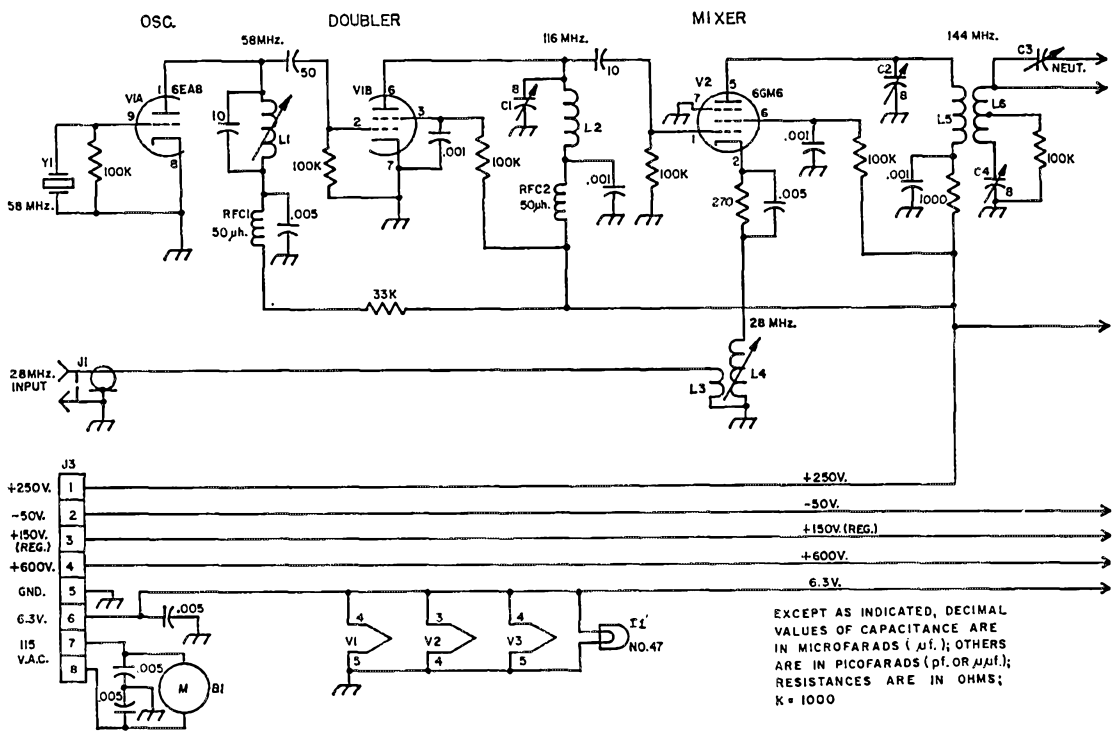 OSC.
DOUBLER
MIXER
58MHz.
116 MHz.
144 MHz.
C3
NEUT.
50
10
V1A
1
6EA8
9
8
Y1
58 MHz.
100K
10
L1
RFC1
50µh.
.005
V1B
6
3
2
7
100K
.001
8
C1
L2
RFC2
50µh.
.001
100K
V2
5
6GM6
7
6
1
2
.001
270
.005
100K
C2
8
L5
L6
.001
1000
C4
8
100K
33K
28 MHz.
L3
L4
28MHz.
INPUT
J1
J3
+250V.
1
+250V.
-50V.
2
-50V.
+150V.
(REG.)
3
+150V.(REG.)
+600V.
4
+600V.
GND.
5
6.3V.
6
.005
6.3V.
115
V.A.C.
7
8
.005
.005
M
B1
4
V1
5
3
V2
4
4
V3
5
I1'
NO.47
EXCEPT AS INDICATED, DECIMAL
VALUES OF CAPACITANCE ARE
IN MICROFARADS ( µf.); OTHERS
ARE IN PICOFARADS (pf. OR µµf.);
RESISTANCES ARE IN OHMS;
K = 1000